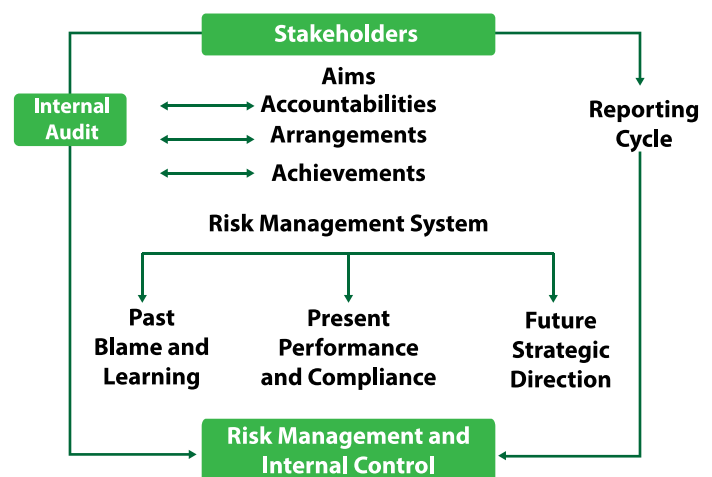 Stakeholders
Internal
Audit
Aims
Accountabilities
Arrangements
Achievements
Reporting
Cycle
Risk Management System
Past
Blame and
Learning
Present
Performance
and Compliance
Future
Strategic
Direction
Risk Management and
Internal Control